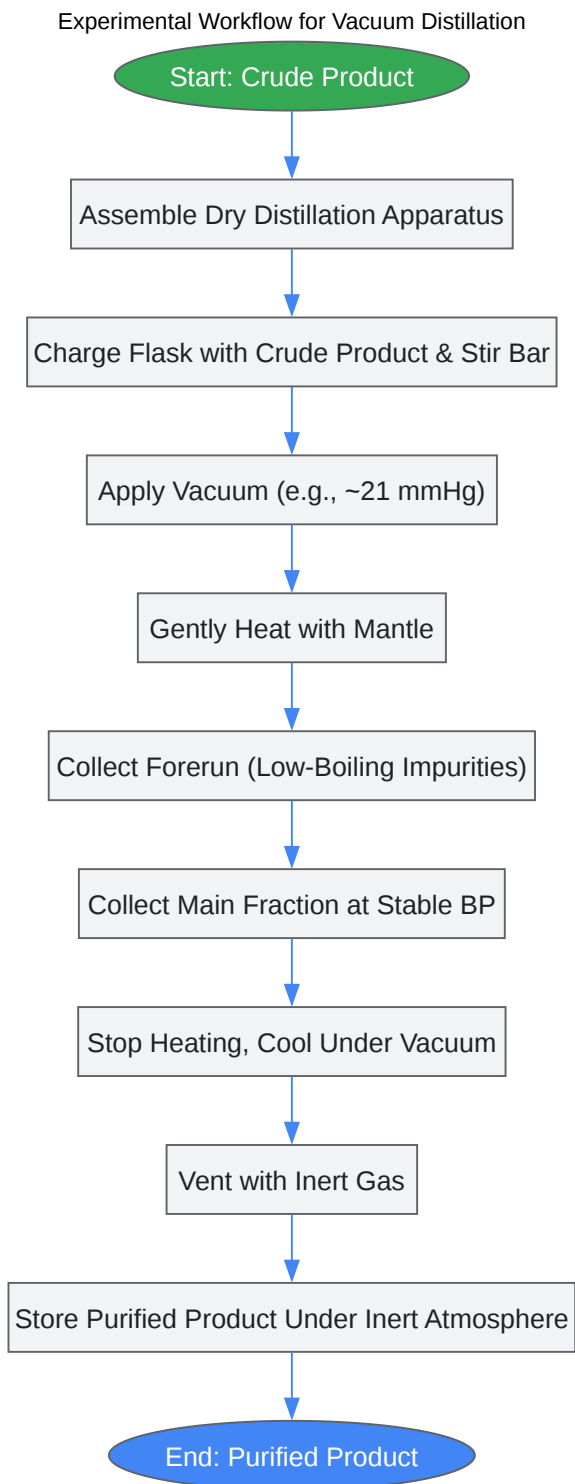 Experimental Workflow for Vacuum Distillation
Start: Crude Product
Assemble Dry Distillation Apparatus
Charge Flask with Crude Product & Stir Bar
Apply Vacuum (e.g., ~21 mmHg)
Gently Heat with Mantle
Collect Forerun (Low-Boiling Impurities)
Collect Main Fraction at Stable BP
Stop Heating, Cool Under Vacuum
Vent with Inert Gas
Store Purified Product Under Inert Atmosphere
End: Purified Product